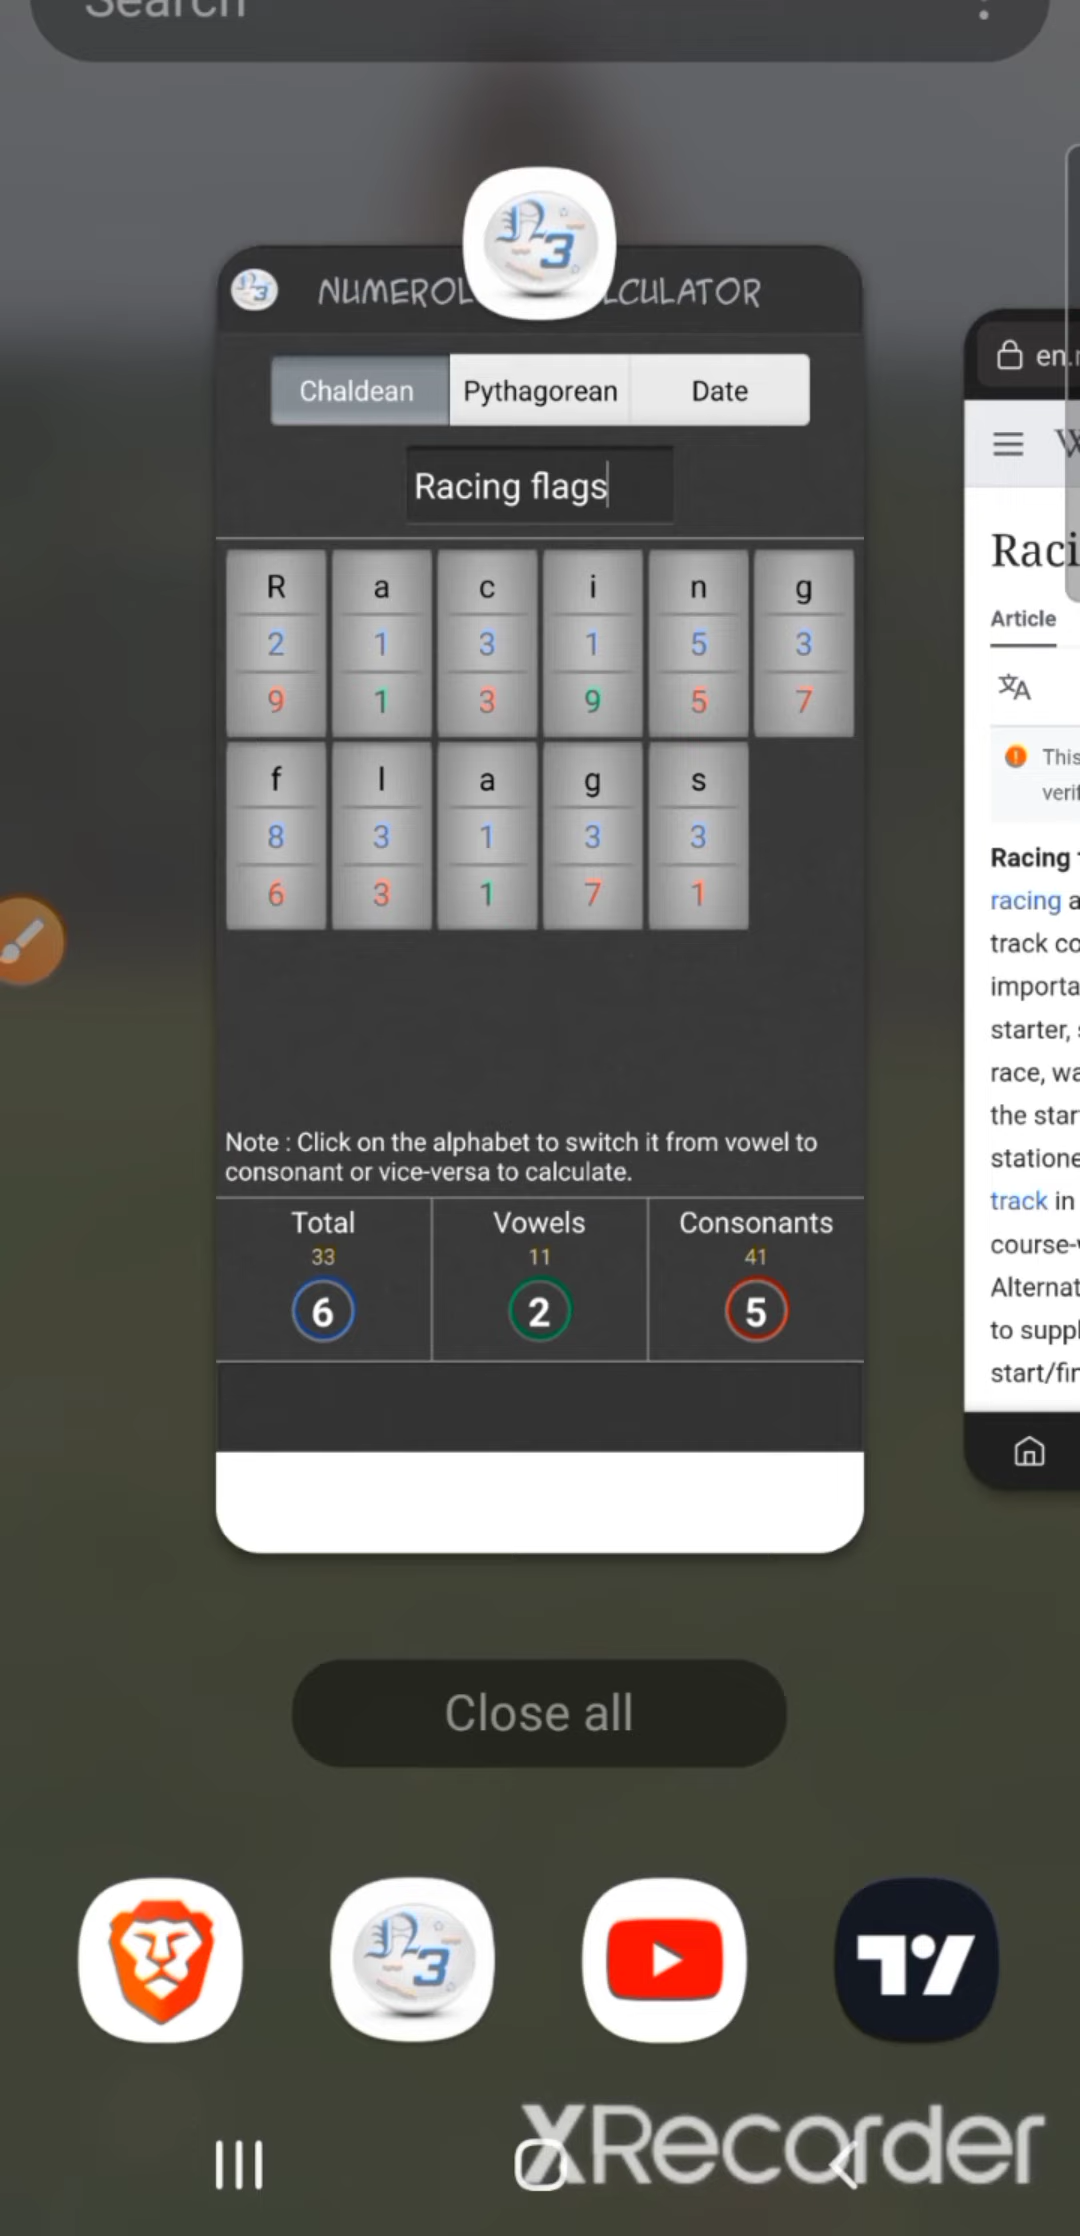 Search
NUMEROL LCULATOR
Chaldean Pythagorean Date
Racing flags
R a c i n g
2 1 3 1 5 3
9 1 3 9 5 7
f l a g s
8 3 1 3 3
6 3 1 7 1
Note : Click on the alphabet to switch it from vowel to
consonant or vice-versa to calculate.
Total Vowels Consonants
33 11 41
6 2 5
en.
W
Raci
Article
This
verif
Racing
racing a
track co
importa
starter,
race, wa
the star
statione
track in
course-
Alternat
to suppl
start/fin
Close all
XRecorder